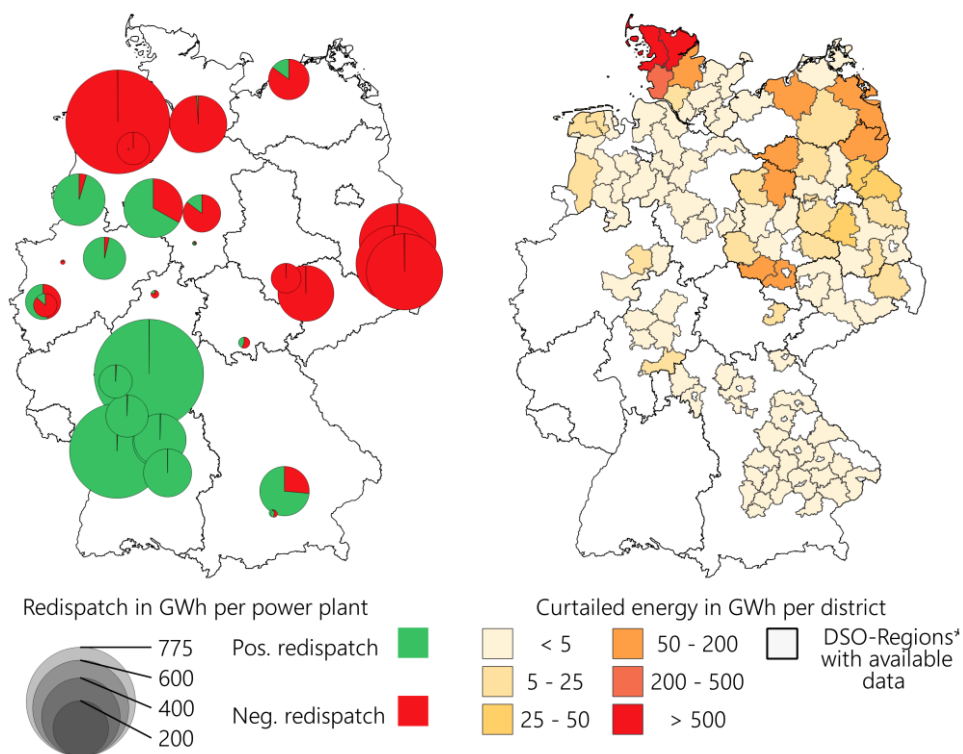 Redispatch in GWh per power plant
775
600
400
200
Pos. redispatch
Neg. redispatch
Curtailed energy in GWh per district
< 5
5 - 25
25 - 50
50 - 200
200 - 500
> 500
DSO-Regions*
with available
data